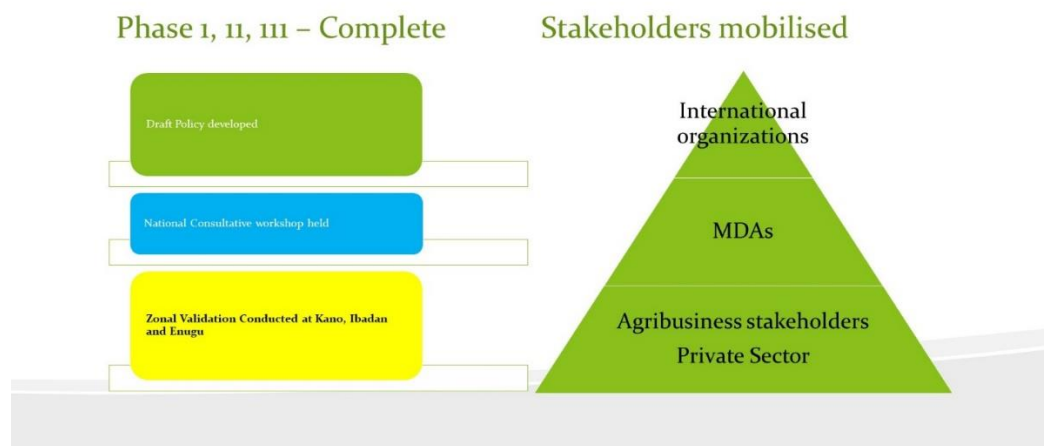 Phase 1, 11, 111 – Complete
Draft Policy developed
National Consultative workshop held
Zonal Validation Conducted at Kano, Ibadan
and Enugu
Stakeholders mobilised
International
organizations
MDAs
Agribusiness stakeholders
Private Sector